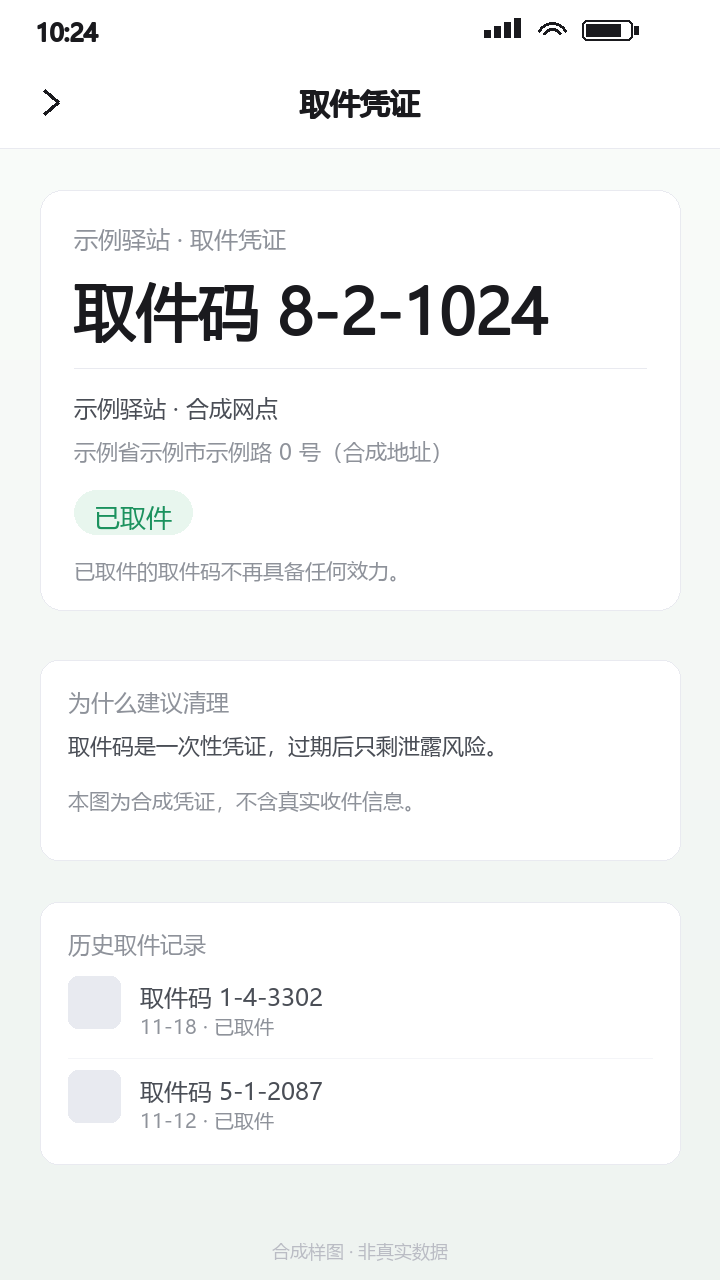 10:24
取件凭证
示例驿站 · 取件凭证
取件码 8-2-1024
示例驿站 · 合成网点
示例省示例市示例路 0 号（合成地址）
已取件
已取件的取件码不再具备任何效力。
为什么建议清理
取件码是一次性凭证，过期后只剩泄露风险。
本图为合成凭证，不含真实收件信息。
历史取件记录
取件码 1-4-3302
11-18 · 已取件
取件码 5-1-2087
11-12 · 已取件
合成样图 · 非真实数据